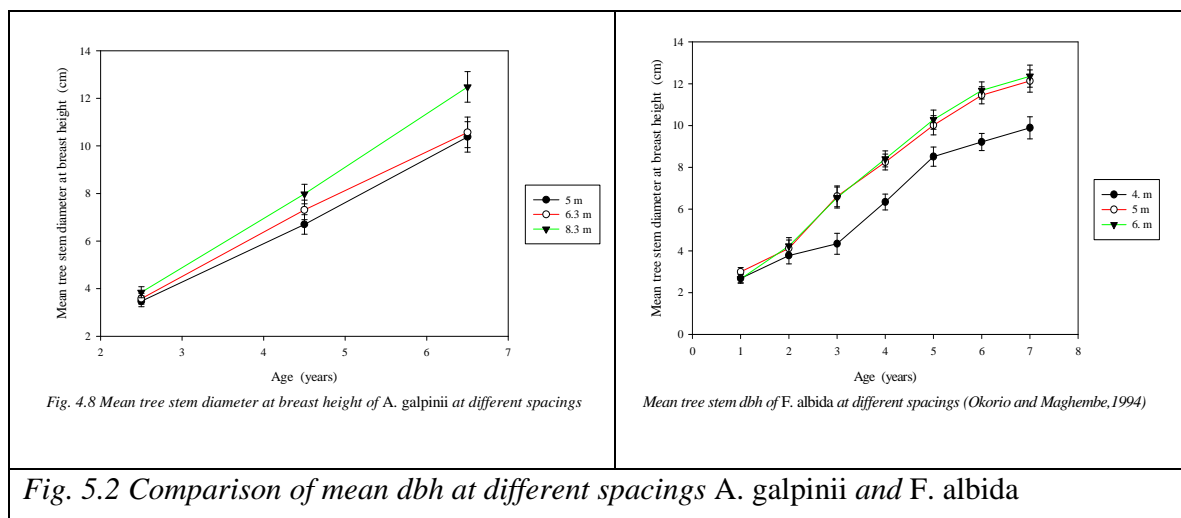 Mean tree stem diameter at breast height (cm)
14
12
10
8
6
4
2
2 3 4 5 6 7
Age (years)
5 m
6.3 m
8.3 m
Fig. 4.8 Mean tree stem diameter at breast height of A. galpinii at different spacings
Mean tree stem diameter at breast height (cm)
14
12
10
8
6
4
2
0
0 1 2 3 4 5 6 7 8
Age (years)
4. m
5 m
6. m
Mean tree stem dbh of F. albida at different spacings (Okorio and Maghembe,1994)
Fig. 5.2 Comparison of mean dbh at different spacings A. galpinii and F. albida